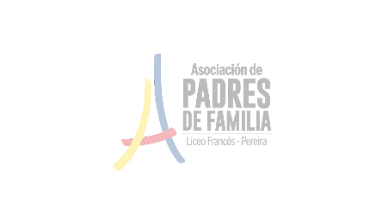 Asociación de
PADRES
DE FAMILIA
Liceo Francés - Pereira